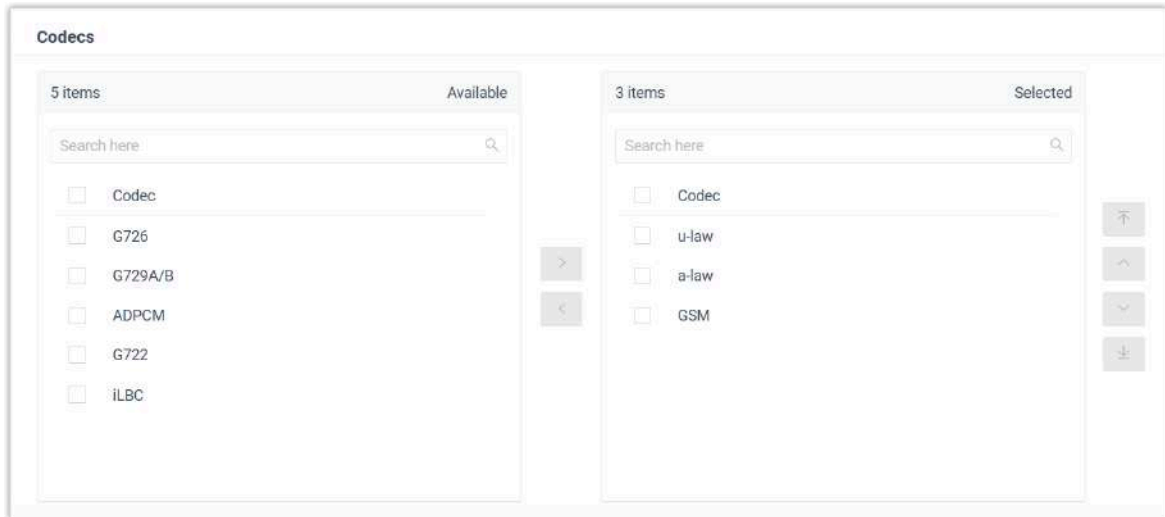 Codecs
5 items Available
Search here
Codec
G726
G729A/B
ADPCM
G722
iLBC
3 items Selected
Search here
Codec
u-law
a-law
GSM